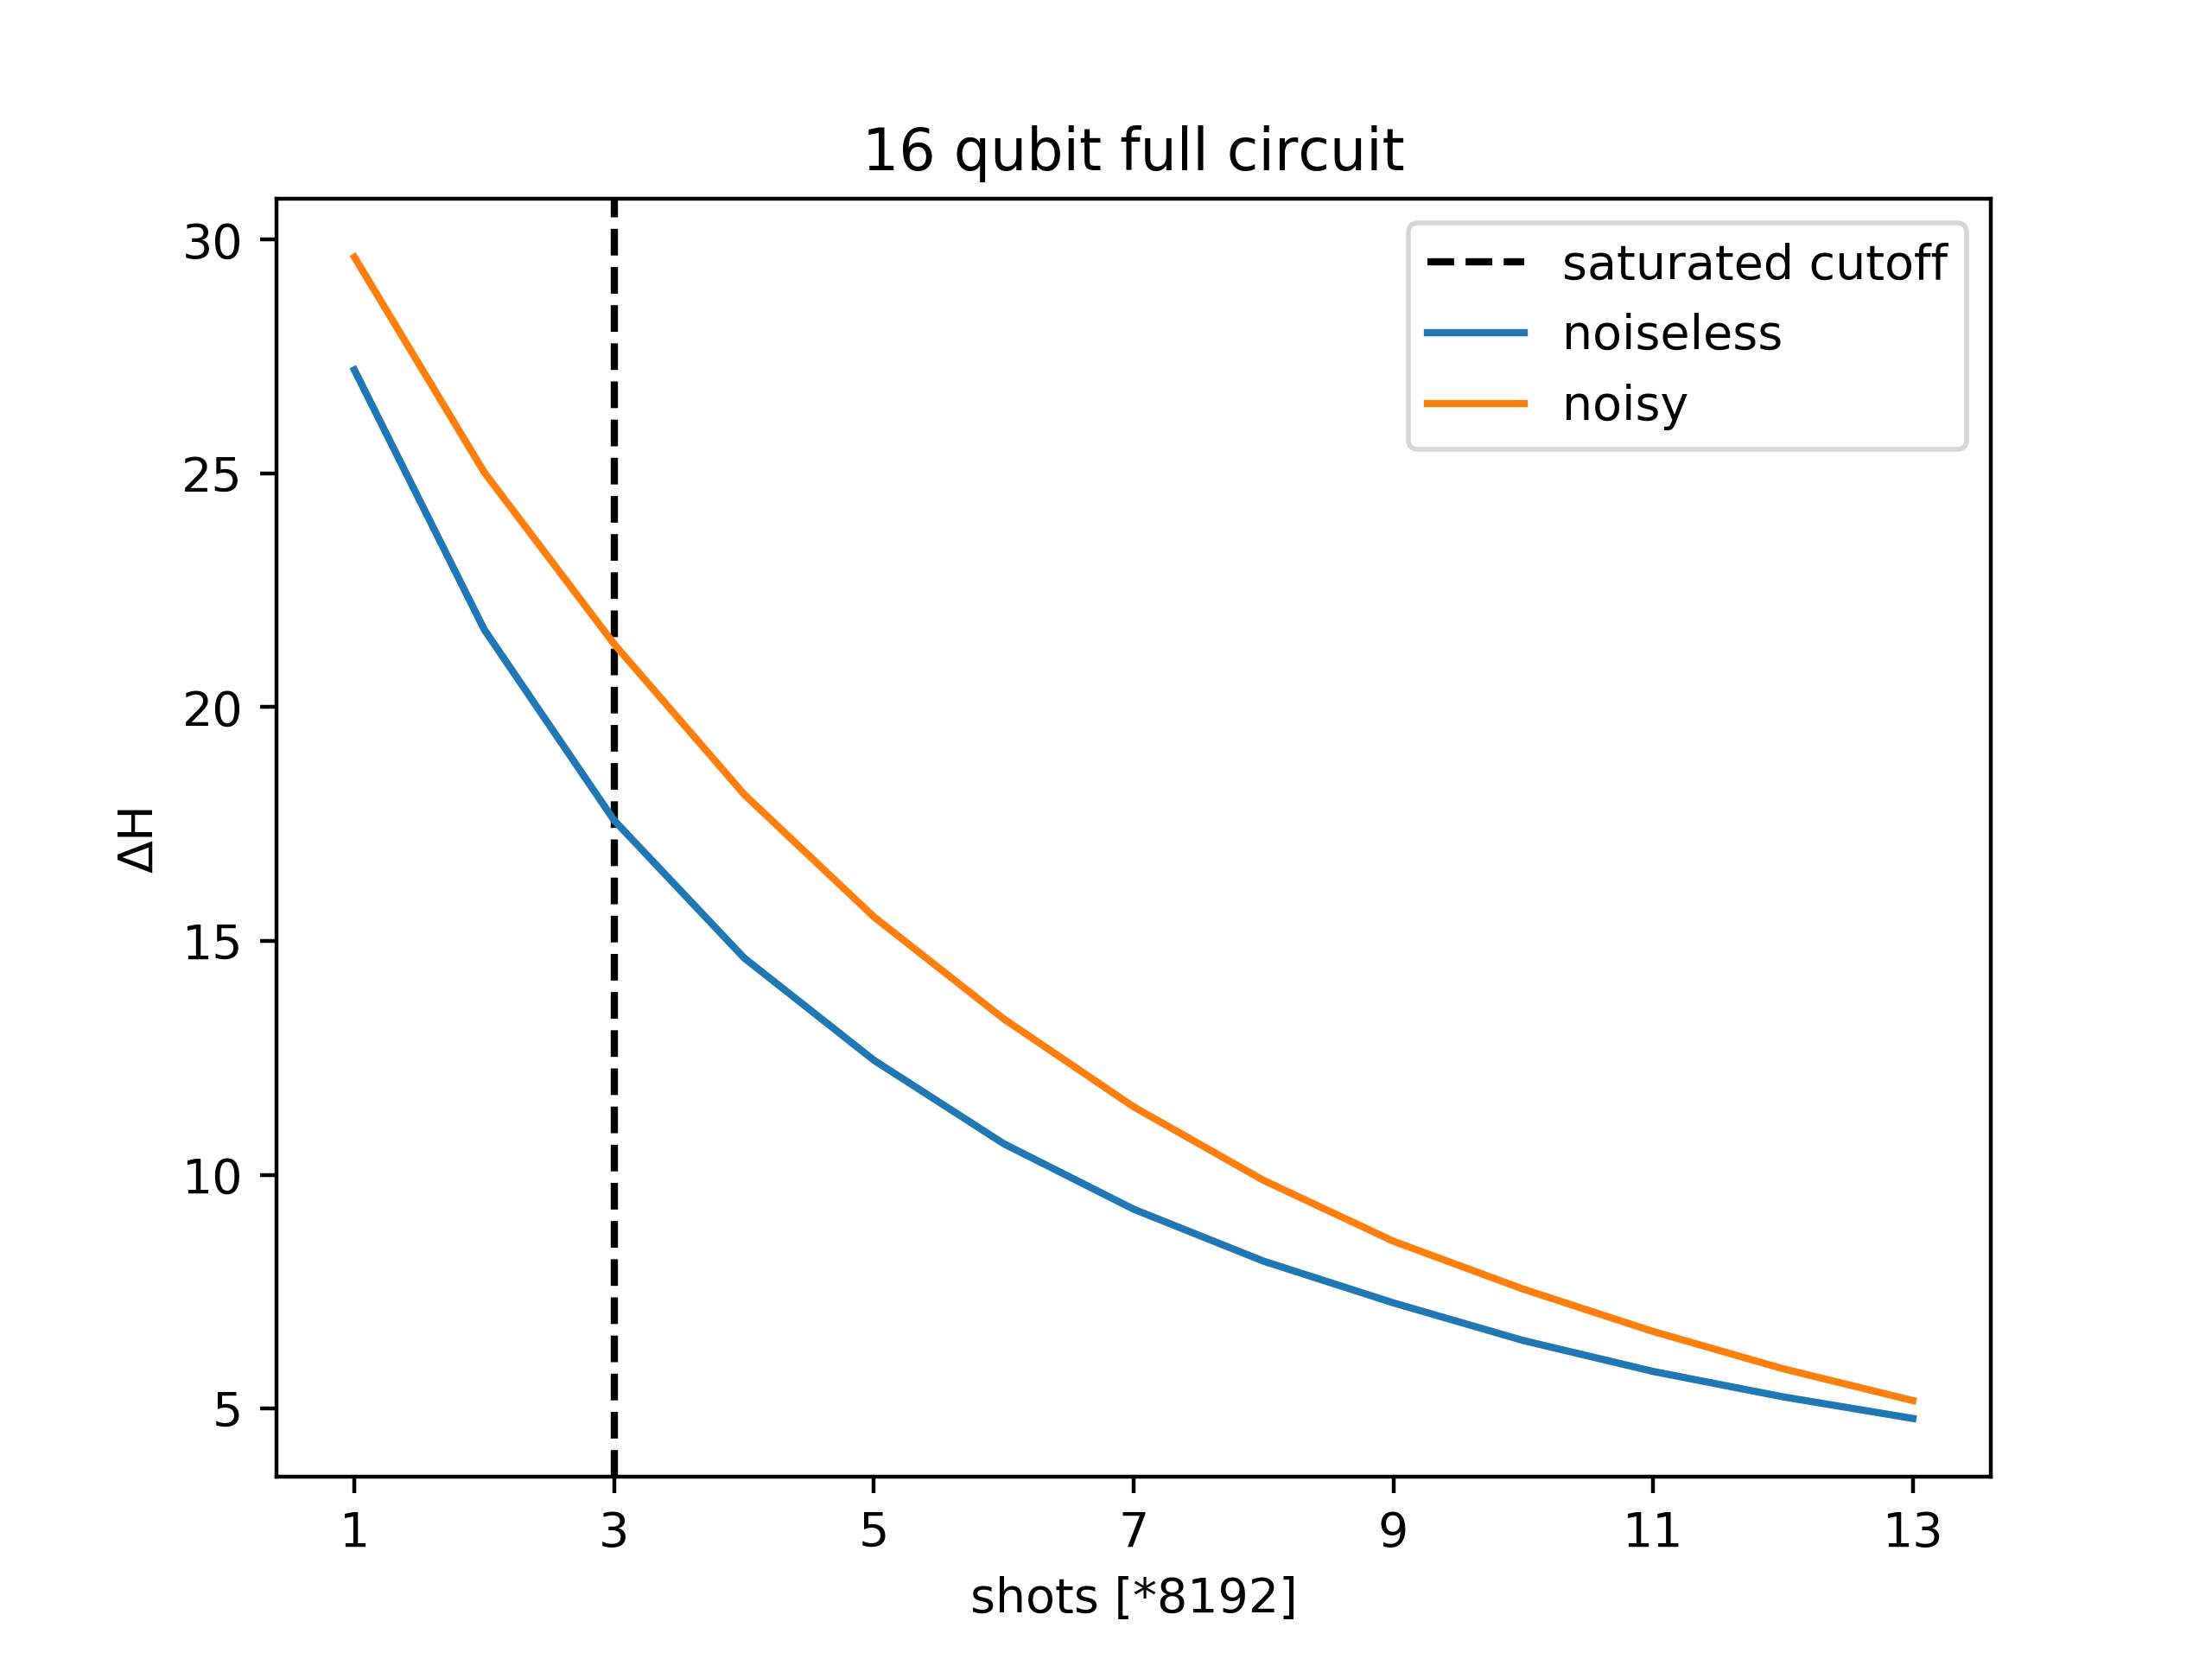 16 qubit full circuit
saturated cutoff
noiseless
noisy
30
25
20
15
10
5
ΔH
1 3 5 7 9 11 13
shots [*8192]